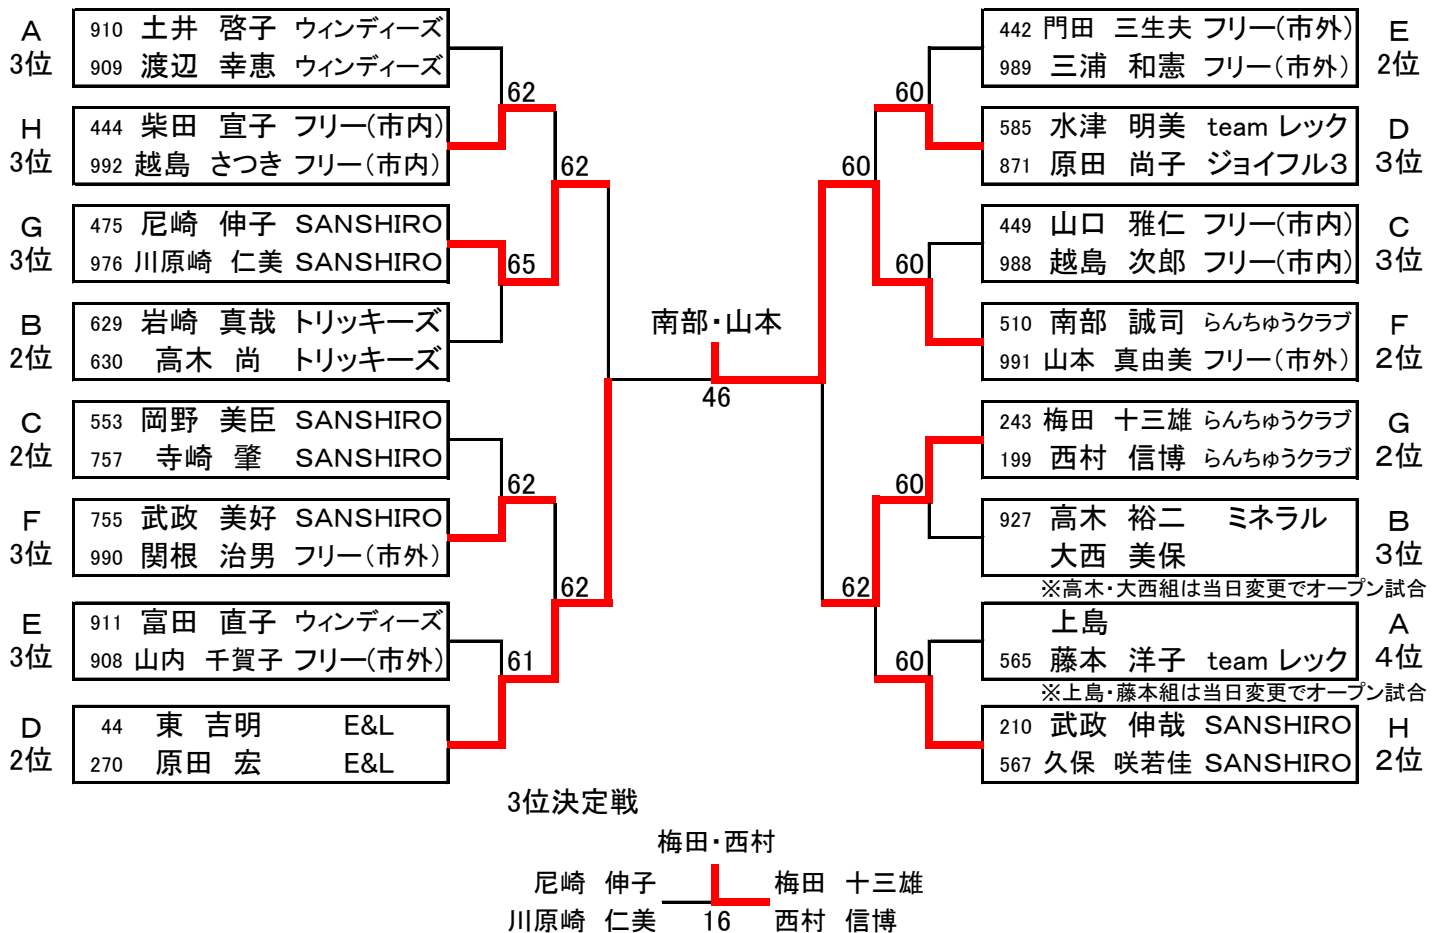 A
3位
910 土井 啓子 ウィンディーズ
909 渡辺 幸恵 ウィンディーズ
H
3位
444 柴田 宣子 フリー(市内)
992 越島 さつき フリー(市内)
G
3位
475 尼崎 伸子 SANSHIRO
976 川原崎 仁美 SANSHIRO
B
2位
629 岩崎 真哉 トリッキーズ
630 高木 尚 トリッキーズ
C
2位
553 岡野 美臣 SANSHIRO
757 寺崎 肇 SANSHIRO
F
3位
755 武政 美好 SANSHIRO
990 関根 治男 フリー(市外)
E
3位
911 富田 直子 ウィンディーズ
908 山内 千賀子 フリー(市外)
D
2位
44 東 吉明 E&L
270 原田 宏 E&L
62
65
62
61
62
62
南部・山本
46
60
60
60
60
60
62
442 門田 三生夫 フリー(市外)
989 三浦 和憲 フリー(市外)
E
2位
585 水津 明美 team レック
871 原田 尚子 ジョイフル3
D
3位
449 山口 雅仁 フリー(市内)
988 越島 次郎 フリー(市内)
C
3位
510 南部 誠司 らんちゅうクラブ
991 山本 真由美 フリー(市外)
F
2位
243 梅田 十三雄 らんちゅうクラブ
199 西村 信博 らんちゅうクラブ
G
2位
927 高木 裕二 ミネラル
大西 美保
B
3位
※高木・大西組は当日変更でオープン試合
上島
565 藤本 洋子 team レック
A
4位
※上島・藤本組は当日変更でオープン試合
210 武政 伸哉 SANSHIRO
567 久保 咲若佳 SANSHIRO
H
2位
3位決定戦
梅田・西村
尼崎 伸子 梅田 十三雄
川原崎 仁美 16 西村 信博